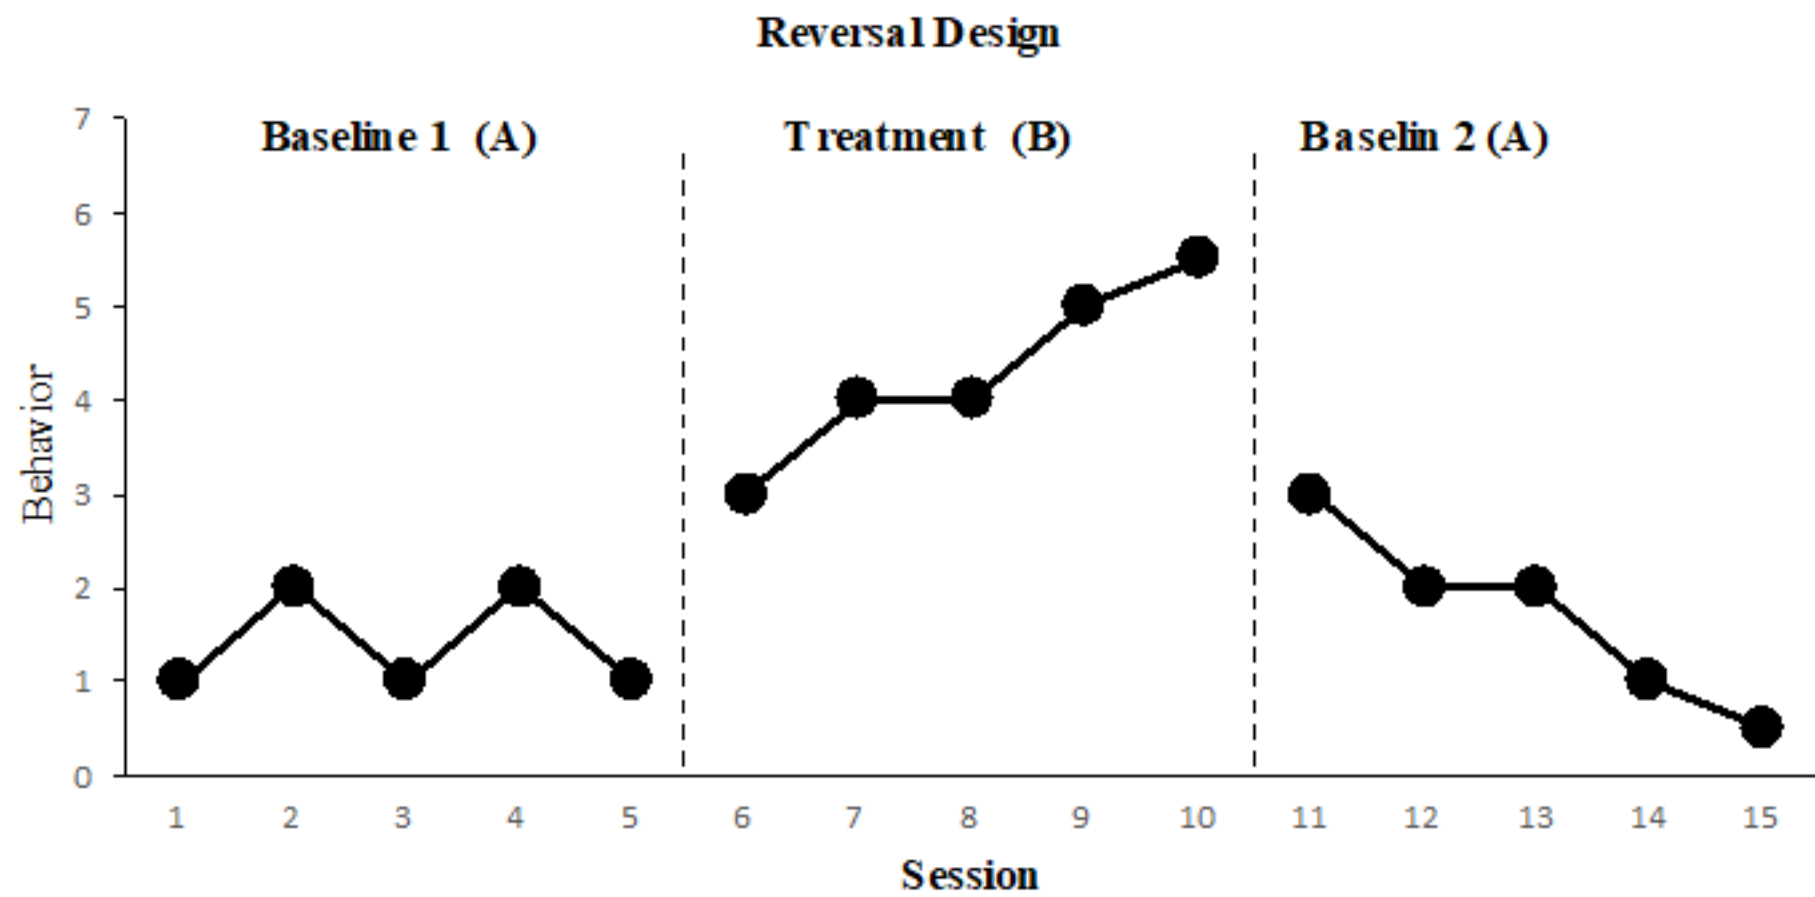 Reversal Design
Baseline 1 (A) Treatment (B) Baselin 2 (A)
7
6
5
4
3
2
1
0
Behavior
1 2 3 4 5 6 7 8 9 10 11 12 13 14 15
Session